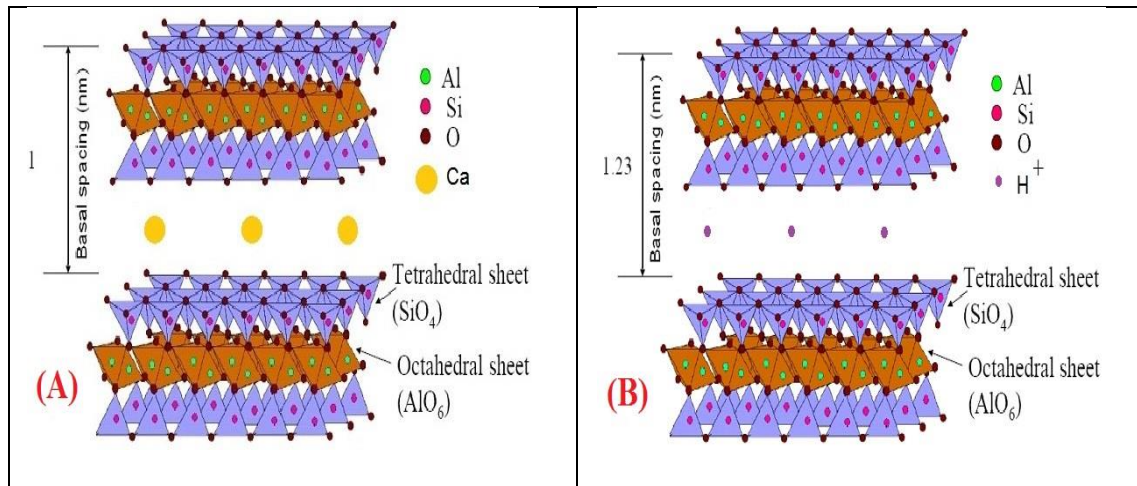 1
Basal spacing (nm)
Al
Si
O
Ca
Tetrahedral sheet
(SiO4)
Octahedral sheet
(AlO6)
(A)
1.23
Basal spacing (nm)
Al
Si
O
H+
Tetrahedral sheet
(SiO4)
Octahedral sheet
(AlO6)
(B)